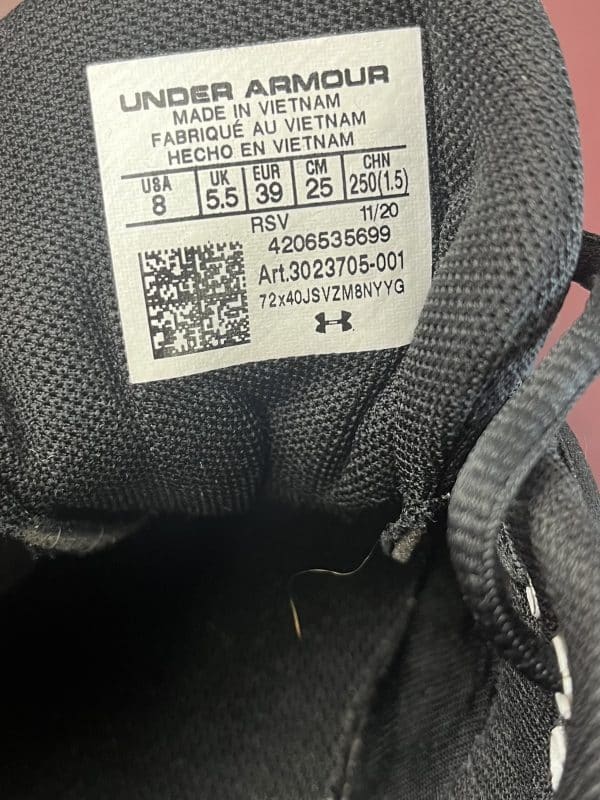 UNDER ARMOUR
MADE IN VIETNAM
FABRIQUÉ AU VIETNAM
HECHO EN VIETNAM
USA UK EUR CM CHN
8 5.5 39 25 250(1.5)
RSV 11/20
4206535699
Art.3023705-001
72x40JSVZM8NYYG